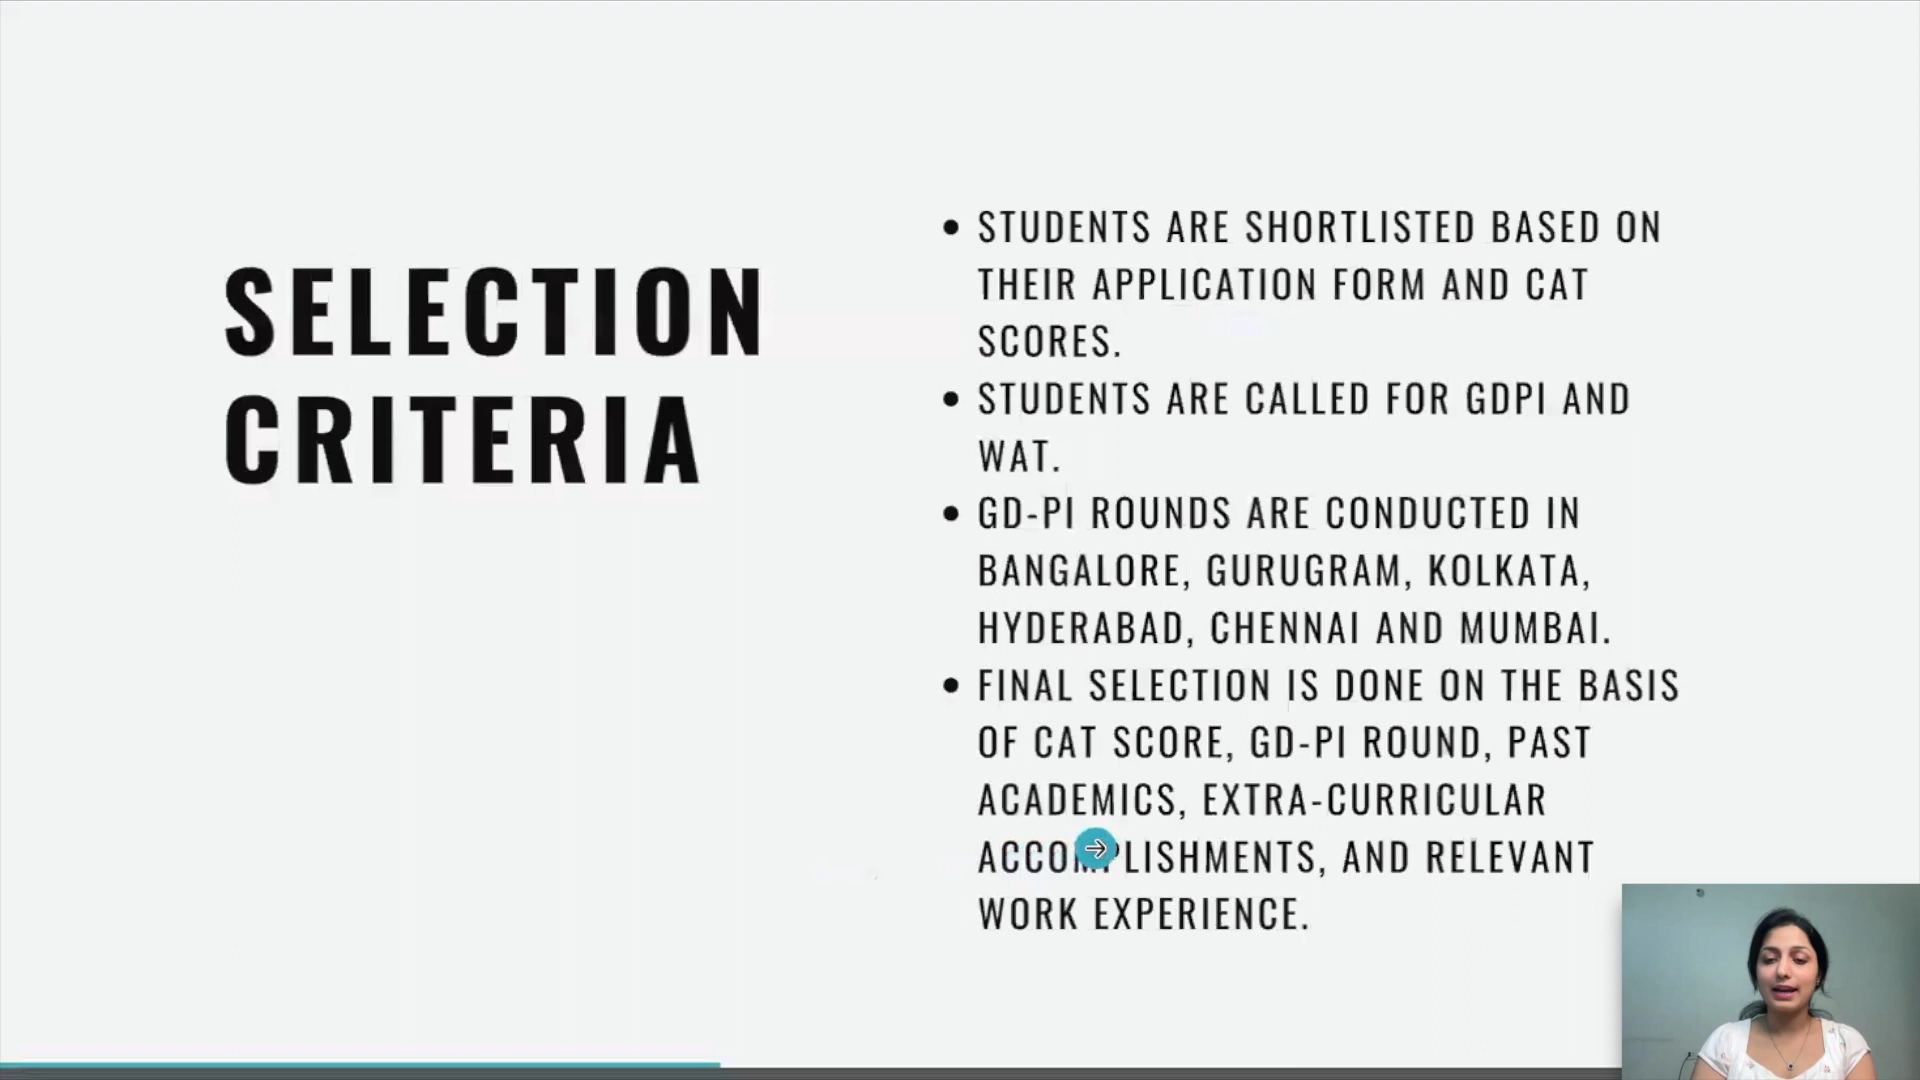 SELECTION
CRITERIA
• STUDENTS ARE SHORTLISTED BASED ON
THEIR APPLICATION FORM AND CAT
SCORES.
• STUDENTS ARE CALLED FOR GDPI AND
WAT.
• GD-PI ROUNDS ARE CONDUCTED IN
BANGALORE, GURUGRAM, KOLKATA,
HYDERABAD, CHENNAI AND MUMBAI.
• FINAL SELECTION IS DONE ON THE BASIS
OF CAT SCORE, GD-PI ROUND, PAST
ACADEMICS, EXTRA-CURRICULAR
ACCOMPLISHMENTS, AND RELEVANT
WORK EXPERIENCE.